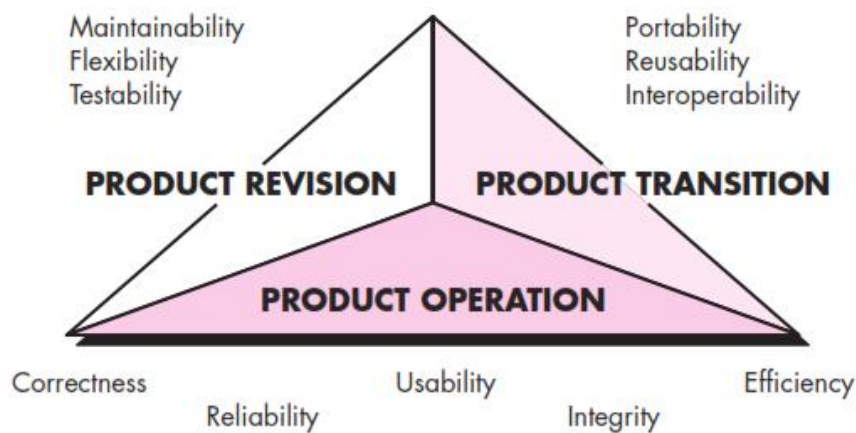 Maintainability
Flexibility
Testability
Portability
Reusability
Interoperability
PRODUCT REVISION
PRODUCT TRANSITION
PRODUCT OPERATION
Correctness
Usability
Efficiency
Reliability
Integrity